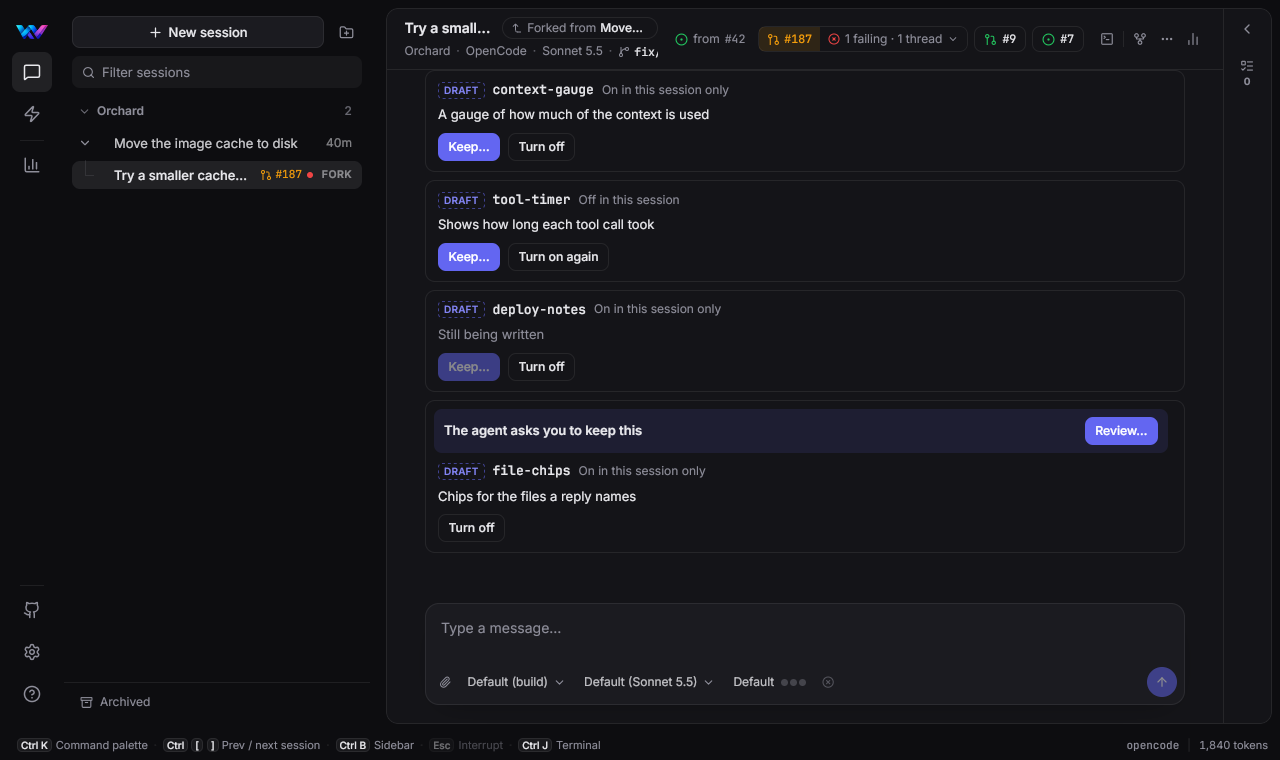 New session
Filter sessions
Orchard 2
Move the image cache to disk 40m
Try a smaller cache... #187 FORK
Archived
Try a small... Forked from Move...
Orchard · OpenCode · Sonnet 5.5 · fix/
from #42 #187 1 failing · 1 thread #9 #7
0
DRAFT context-gauge On in this session only
A gauge of how much of the context is used
Keep... Turn off
DRAFT tool-timer Off in this session
Shows how long each tool call took
Keep... Turn on again
DRAFT deploy-notes On in this session only
Still being written
Keep... Turn off
The agent asks you to keep this Review...
DRAFT file-chips On in this session only
Chips for the files a reply names
Turn off
Type a message...
Default (build) Default (Sonnet 5.5) Default
Ctrl K Command palette · Ctrl [ ] Prev / next session · Ctrl B Sidebar · Esc Interrupt · Ctrl J Terminal
opencode 1,840 tokens